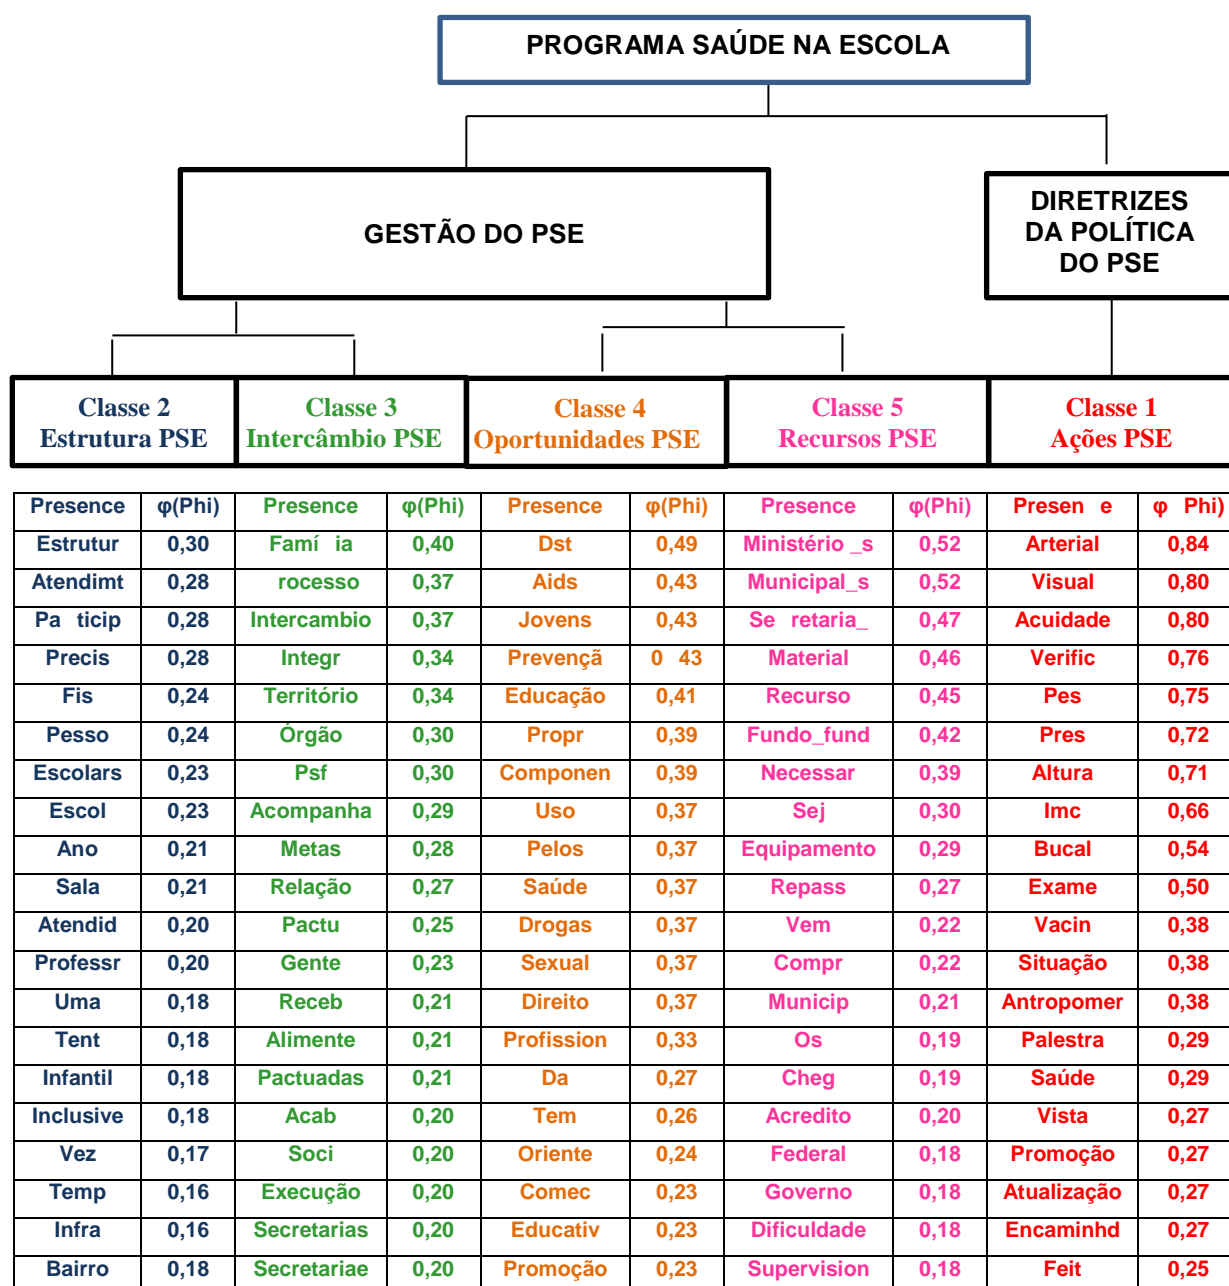 PROGRAMA SAÚDE NA ESCOLA
GESTÃO DO PSE
DIRETRIZES
DA POLÍTICA
DO PSE
Classe 2
Estrutura PSE
Classe 3
Intercâmbio PSE
Classe 4
Oportunidades PSE
Classe 5
Recursos PSE
Classe 1
Ações PSE
Presence φ(Phi) Presence φ(Phi) Presence φ(Phi) Presence φ(Phi) Presen e φ Phi)
Estrutur 0,30 Famí ia 0,40 Dst 0,49 Ministério _s 0,52 Arterial 0,84
Atendimt 0,28 rocesso 0,37 Aids 0,43 Municipal_s 0,52 Visual 0,80
Pa ticip 0,28 Intercambio 0,37 Jovens 0,43 Se retaria_ 0,47 Acuidade 0,80
Precis 0,28 Integr 0,34 Prevençã 0 43 Material 0,46 Verific 0,76
Fis 0,24 Território 0,34 Educação 0,41 Recurso 0,45 Pes 0,75
Pesso 0,24 Órgão 0,30 Propr 0,39 Fundo_fund 0,42 Pres 0,72
Escolars 0,23 Psf 0,30 Componen 0,39 Necessar 0,39 Altura 0,71
Escol 0,23 Acompanha 0,29 Uso 0,37 Sej 0,30 Imc 0,66
Ano 0,21 Metas 0,28 Pelos 0,37 Equipamento 0,29 Bucal 0,54
Sala 0,21 Relação 0,27 Saúde 0,37 Repass 0,27 Exame 0,50
Atendid 0,20 Pactu 0,25 Drogas 0,37 Vem 0,22 Vacin 0,38
Professr 0,20 Gente 0,23 Sexual 0,37 Compr 0,22 Situação 0,38
Uma 0,18 Receb 0,21 Direito 0,37 Municip 0,21 Antropomer 0,38
Tent 0,18 Alimente 0,21 Profission 0,33 Os 0,19 Palestra 0,29
Infantil 0,18 Pactuadas 0,21 Da 0,27 Cheg 0,19 Saúde 0,29
Inclusive 0,18 Acab 0,20 Tem 0,26 Acredito 0,20 Vista 0,27
Vez 0,17 Soci 0,20 Oriente 0,24 Federal 0,18 Promoção 0,27
Temp 0,16 Execução 0,20 Comec 0,23 Governo 0,18 Atualização 0,27
Infra 0,16 Secretarias 0,20 Educativ 0,23 Dificuldade 0,18 Encaminhd 0,27
Bairro 0,18 Secretariae 0,20 Promoção 0,23 Supervision 0,18 Feit 0,25